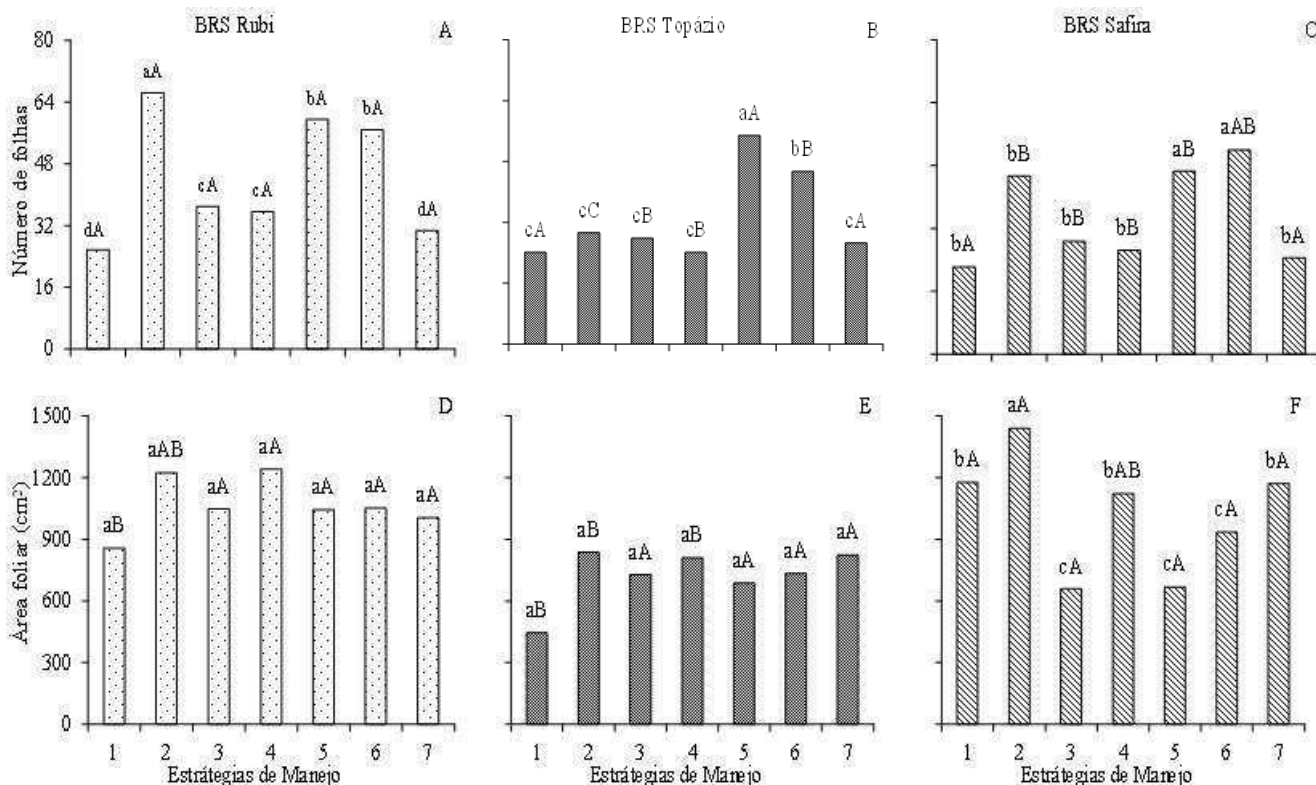 BRS Rubi
A
BRS Topázio
B
BRS Safira
C
Número de folhas
80
64
48
32
16
0
dA
aA
cA
cA
bA
bA
dA
cA
cC
cB
cB
aA
bB
cA
bA
bB
bB
bB
aB
aAB
bA
D
E
F
Área foliar (cm²)
1500
1200
900
600
300
0
aB
aAB
aA
aA
aA
aA
aA
aB
aB
aA
aB
aA
aA
aA
bA
aA
cA
bAB
cA
cA
bA
1 2 3 4 5 6 7
Estrátegias de Manejo
1 2 3 4 5 6 7
Estrátegias de Manejo
1 2 3 4 5 6 7
Estrátegias de Manejo